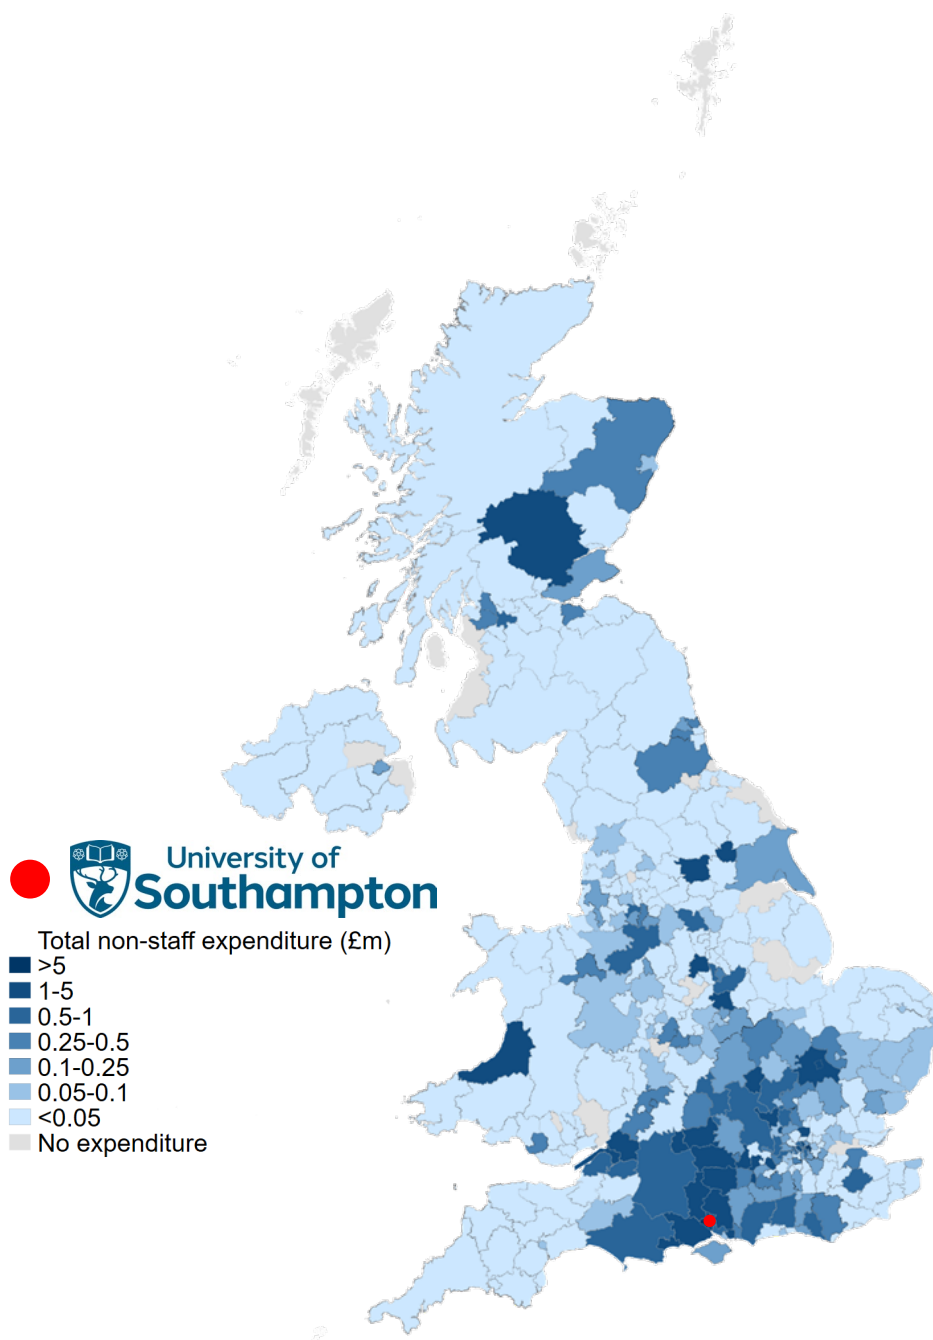 University of
Southampton
Total non-staff expenditure (£m)
>5
1-5
0.5-1
0.25-0.5
0.1-0.25
0.05-0.1
<0.05
No expenditure